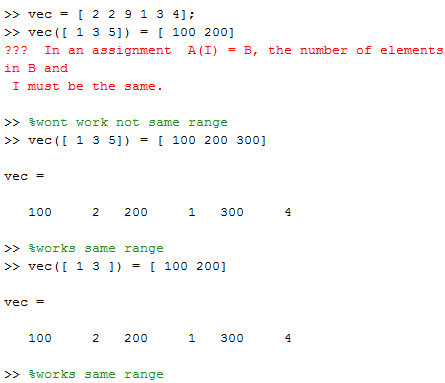 >> vec = [ 2 2 9 1 3 4];
>> vec([ 1 3 5]) = [ 100 200]
??? In an assignment A(I) = B, the number of elements
in B and
I must be the same.
>> %wont work not same range
>> vec([ 1 3 5]) = [ 100 200 300]
vec =
100 2 200 1 300 4
>> %works same range
>> vec([ 1 3 ]) = [ 100 200]
vec =
100 2 200 1 300 4
>> %works same range